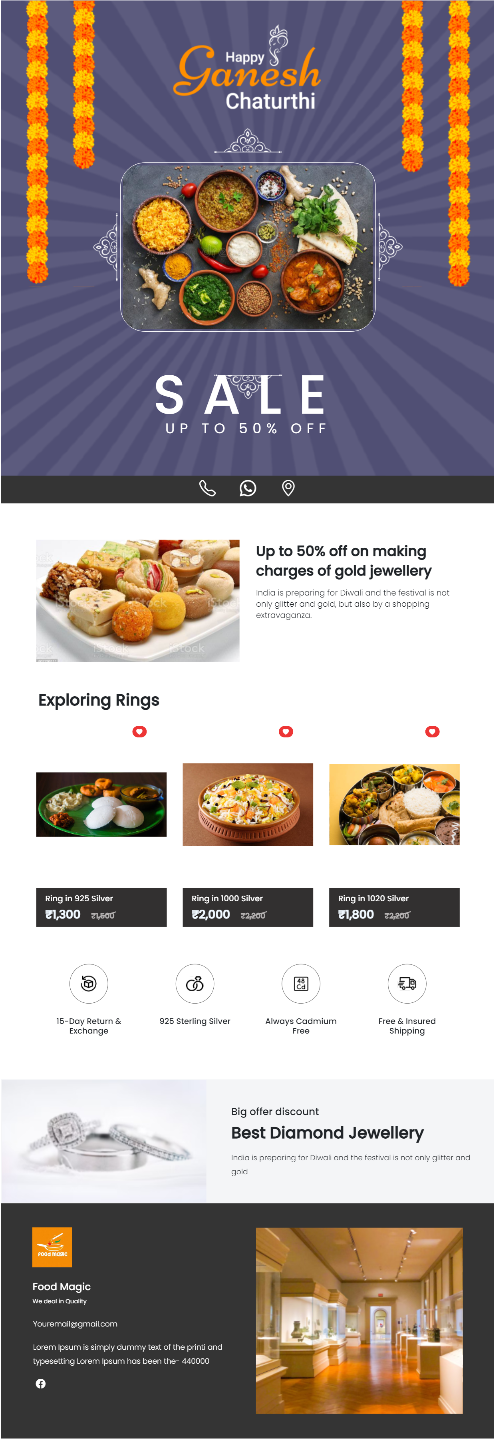 Happy
Ganesh
Chaturthi
SALE
UP TO 50% OFF
Up to 50% off on making
charges of gold jewellery
India is preparing for Diwali and the festival is not
only glitter and gold, but also by a shopping
extravaganza.
iStock
Exploring Rings
Ring in 925 Silver
₹1,300 ₹1,600
Ring in 1000 Silver
₹2,000 ₹2,200
Ring in 1020 Silver
₹1,800 ₹2,200
48
Cd
15-Day Return &
Exchange
925 Sterling Silver
Always Cadmium
Free
Free & Insured
Shipping
Big offer discount
Best Diamond Jewellery
India is preparing for Diwali and the festival is not only glitter and
gold
FOOD MAGIC
Food Magic
We deal in Quality
Youremail@gmail.com
Lorem Ipsum is simply dummy text of the printi and
typesetting Lorem Ipsum has been the- 440000